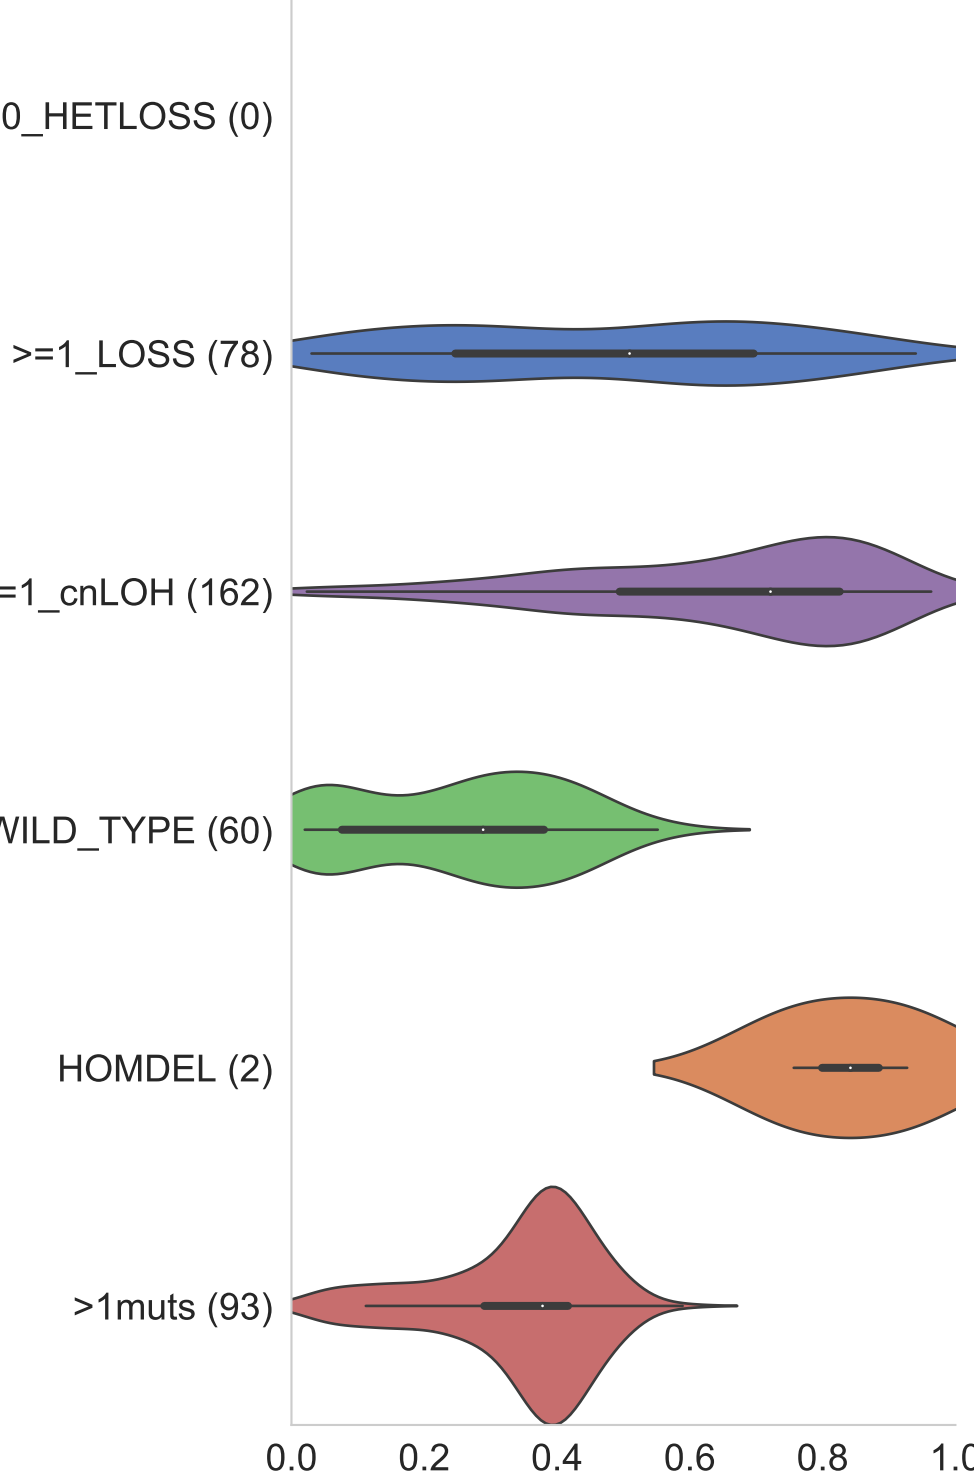 0_HETLOSS (0)
>=1_LOSS (78)
=1_cnLOH (162)
WILD_TYPE (60)
HOMDEL (2)
>1muts (93)
0.0 0.2 0.4 0.6 0.8 1.0